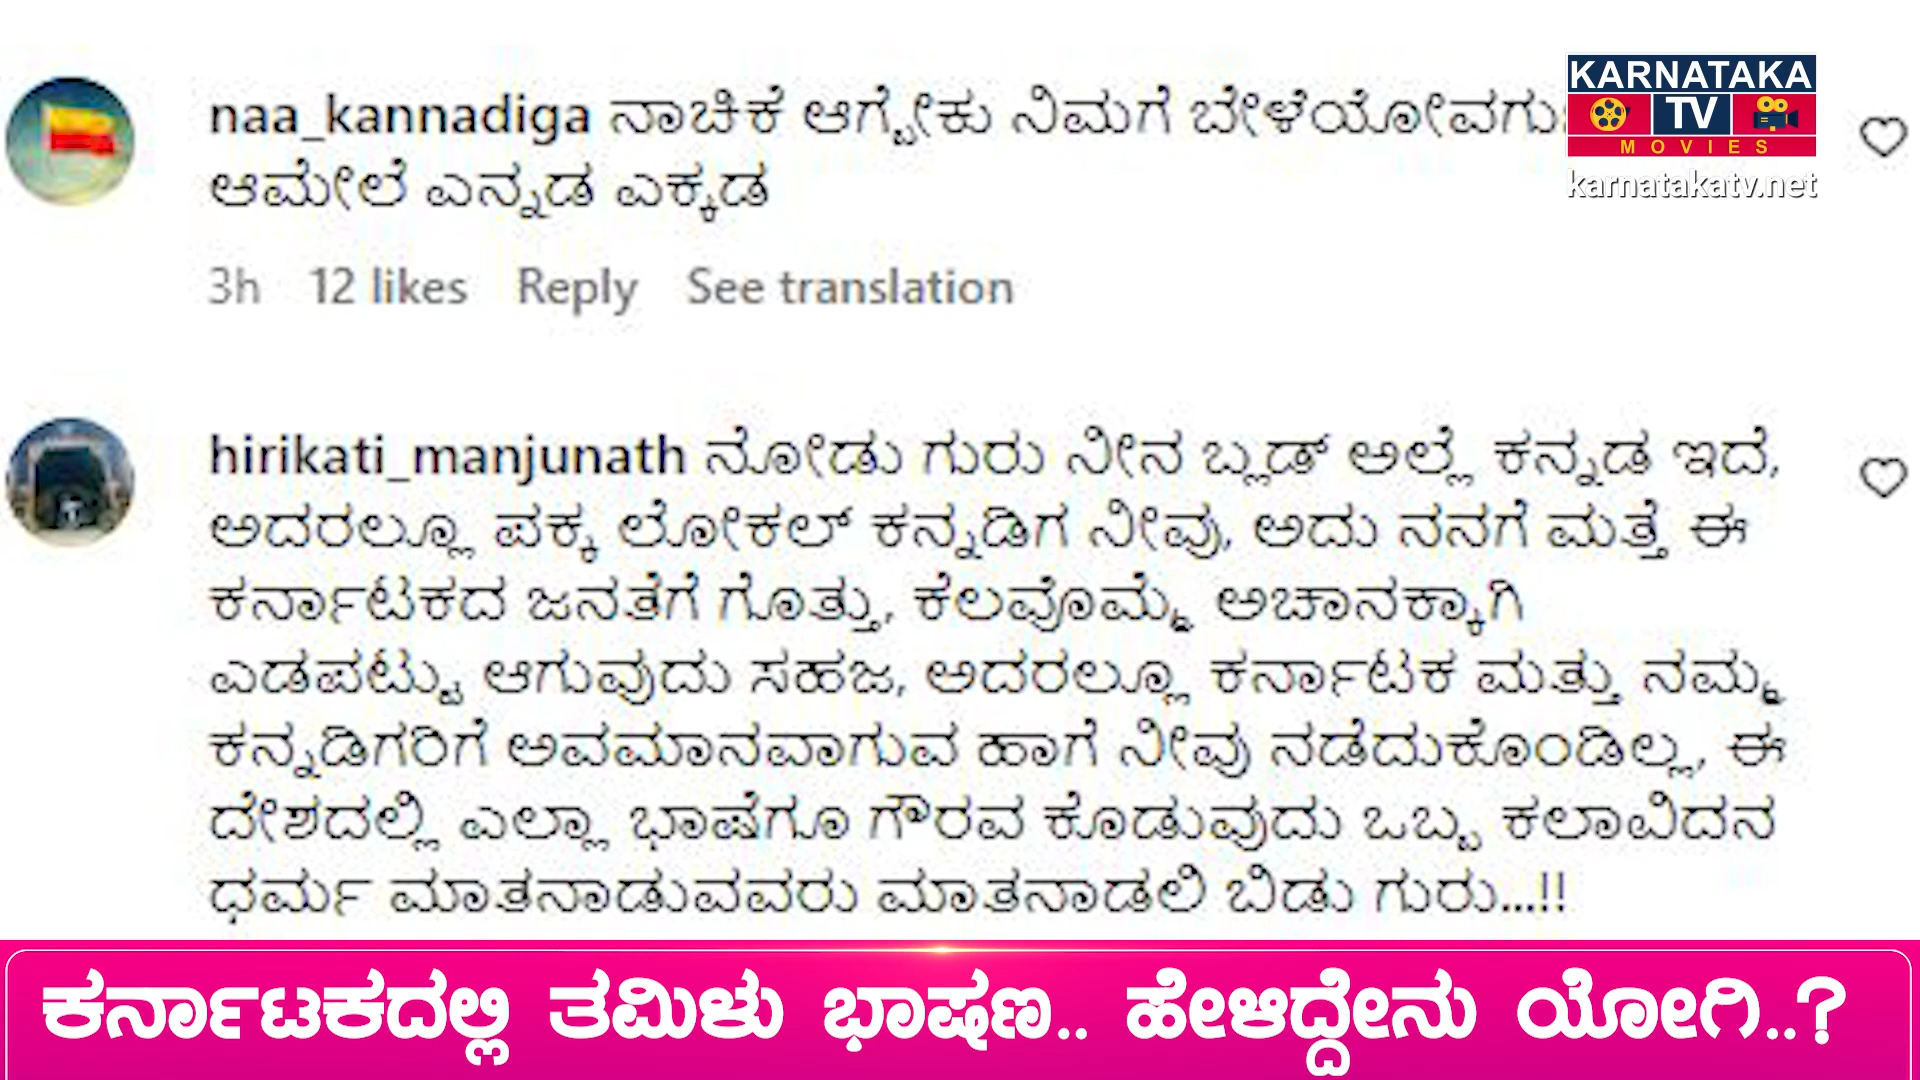 KARNATAKA
TV
MOVIES
karnatakatv.net
naa_kannadiga ನಾಚಿಕೆ ಆಗ್ಬೇಕು ನಿಮಗೆ ಬೇಳೆಯೋವಗು
ಆಮೇಲೆ ಎನ್ನಡ ಎಕ್ಕಡ
3h 12 likes Reply See translation
hirikati_manjunath ನೋಡು ಗುರು ನೀನ ಬ್ಲಡ್ ಅಲ್ಲೆ ಕನ್ನಡ ಇದೆ,
ಅದರಲ್ಲೂ ಪಕ್ಕ ಲೋಕಲ್ ಕನ್ನಡಿಗ ನೀವು, ಅದು ನನಗೆ ಮತ್ತೆ ಈ
ಕರ್ನಾಟಕದ ಜನತೆಗೆ ಗೊತ್ತು, ಕೆಲವೊಮ್ಮೆ ಅಚಾನಕ್ಕಾಗಿ
ಎಡಪಟ್ಟು ಆಗುವುದು ಸಹಜ, ಅದರಲ್ಲೂ ಕರ್ನಾಟಕ ಮತ್ತು ನಮ್ಮ
ಕನ್ನಡಿಗರಿಗೆ ಅವಮಾನವಾಗುವ ಹಾಗೆ ನೀವು ನಡೆದುಕೊಂಡಿಲ್ಲ, ಈ
ದೇಶದಲ್ಲಿ ಎಲ್ಲಾ ಭಾಷೆಗೂ ಗೌರವ ಕೊಡುವುದು ಒಬ್ಬ ಕಲಾವಿದನ
ಧರ್ಮ ಮಾತನಾಡುವವರು ಮಾತನಾಡಲಿ ಬಿಡು ಗುರು...!!
ಕರ್ನಾಟಕದಲ್ಲಿ ತಮಿಳು ಭಾಷಣ.. ಹೇಳಿದ್ದೇನು ಯೋಗಿ..?